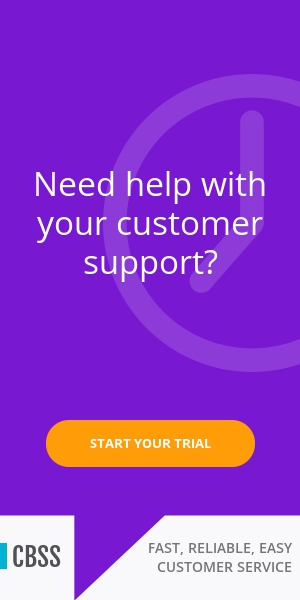 Need help with
your customer
support?
START YOUR TRIAL
CBSS
FAST, RELIABLE, EASY
CUSTOMER SERVICE